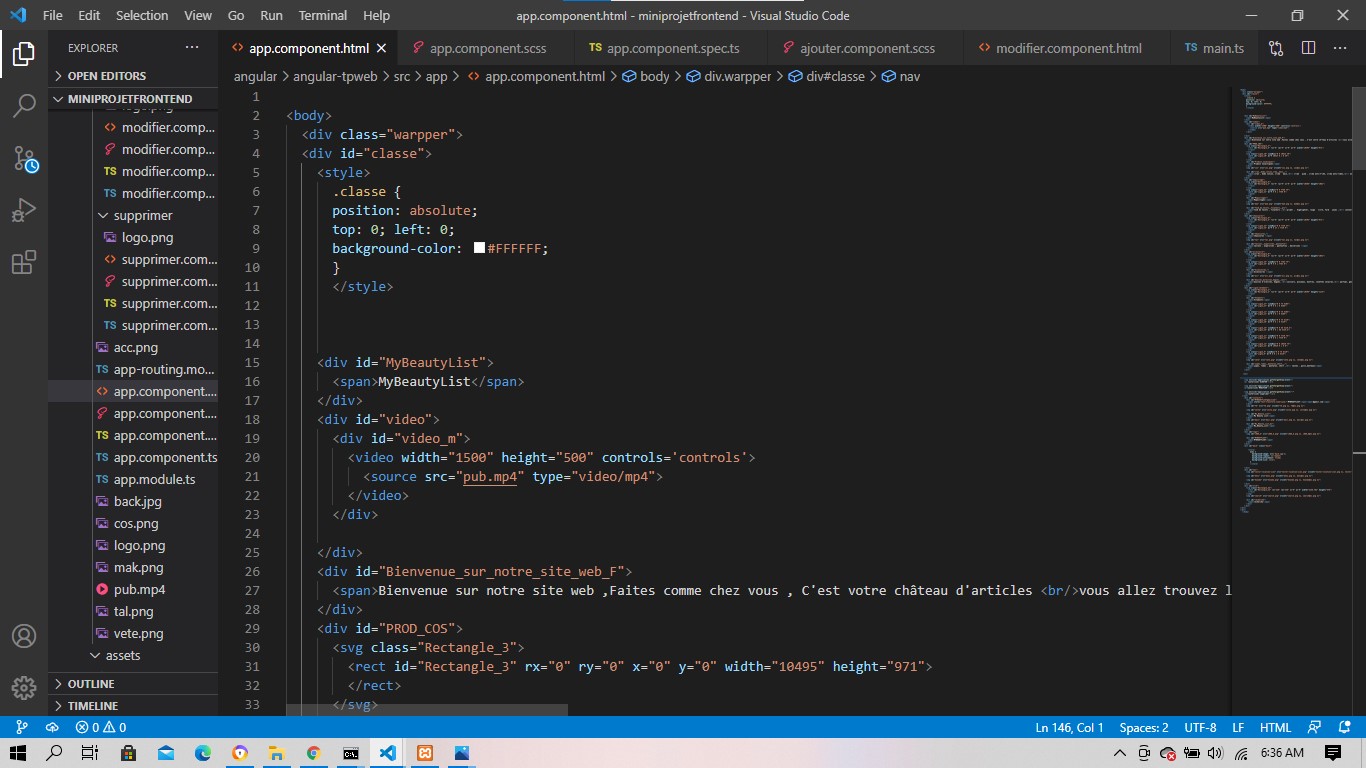 File Edit Selection View Go Run Terminal Help
app.component.html - miniprojetfrontend - Visual Studio Code
EXPLORER
OPEN EDITORS
MINIPROJETFRONTEND
modifier.comp...
modifier.comp...
modifier.comp...
modifier.comp...
supprimer
logo.png
supprimer.com...
supprimer.com...
supprimer.com...
supprimer.com...
acc.png
TS app-routing.mo...
app.component....
app.component....
TS app.component....
TS app.component.ts
TS app.module.ts
back.jpg
cos.png
logo.png
mak.png
pub.mp4
tal.png
vete.png
assets
OUTLINE
TIMELINE
app.component.html app.component.scss TS app.component.spec.ts ajouter.component.scss modifier.component.html TS main.ts
angular > angular-tpweb > src > app > app.component.html > body > div.warpper > div#classe > nav
1
2 <body>
3 <div class="warpper">
4 <div id="classe">
5 <style>
6 .classe {
7 position: absolute;
8 top: 0; left: 0;
9 background-color: #FFFFFF;
10 }
11 </style>
12
13
14
15 <div id="MyBeautyList">
16 <span>MyBeautyList</span>
17 </div>
18 <div id="video">
19 <div id="video_m">
20 <video width="1500" height="500" controls='controls'>
21 <source src="pub.mp4" type="video/mp4">
22 </video>
23 </div>
24
25 </div>
26 <div id="Bienvenue_sur_notre_site_web_F">
27 <span>Bienvenue sur notre site web ,Faites comme chez vous , C'est votre château d'articles <br/>vous allez trouvez l
28 </div>
29 <div id="PROD_COS">
30 <svg class="Rectangle_3">
31 <rect id="Rectangle_3" rx="0" ry="0" x="0" y="0" width="10495" height="971">
32 </rect>
33 </svg>
0 0 Ln 146, Col 1 Spaces: 2 UTF-8 LF HTML
6:36 AM